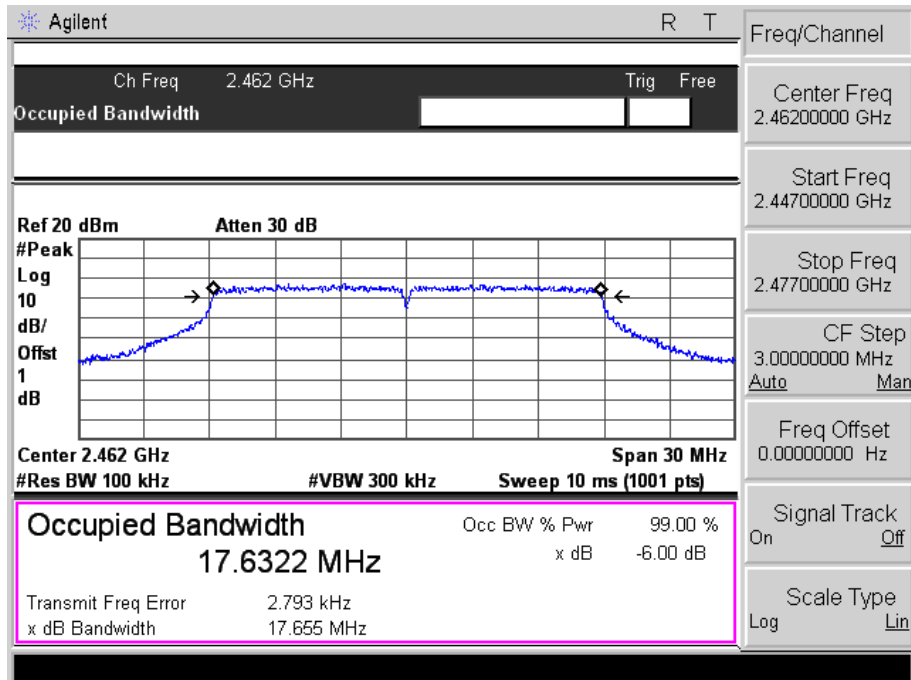 Agilent R T
Ch Freq 2.462 GHz Trig Free
Occupied Bandwidth
Ref 20 dBm Atten 30 dB
#Peak
Log
10
dB/
Offst
1
dB
Center 2.462 GHz Span 30 MHz
#Res BW 100 kHz #VBW 300 kHz Sweep 10 ms (1001 pts)
Occupied Bandwidth Occ BW % Pwr 99.00 %
17.6322 MHz x dB -6.00 dB
Transmit Freq Error 2.793 kHz
x dB Bandwidth 17.655 MHz
Freq/Channel
Center Freq
2.46200000 GHz
Start Freq
2.44700000 GHz
Stop Freq
2.47700000 GHz
CF Step
3.00000000 MHz
Auto Man
Freq Offset
0.00000000 Hz
Signal Track
On Off
Scale Type
Log Lin